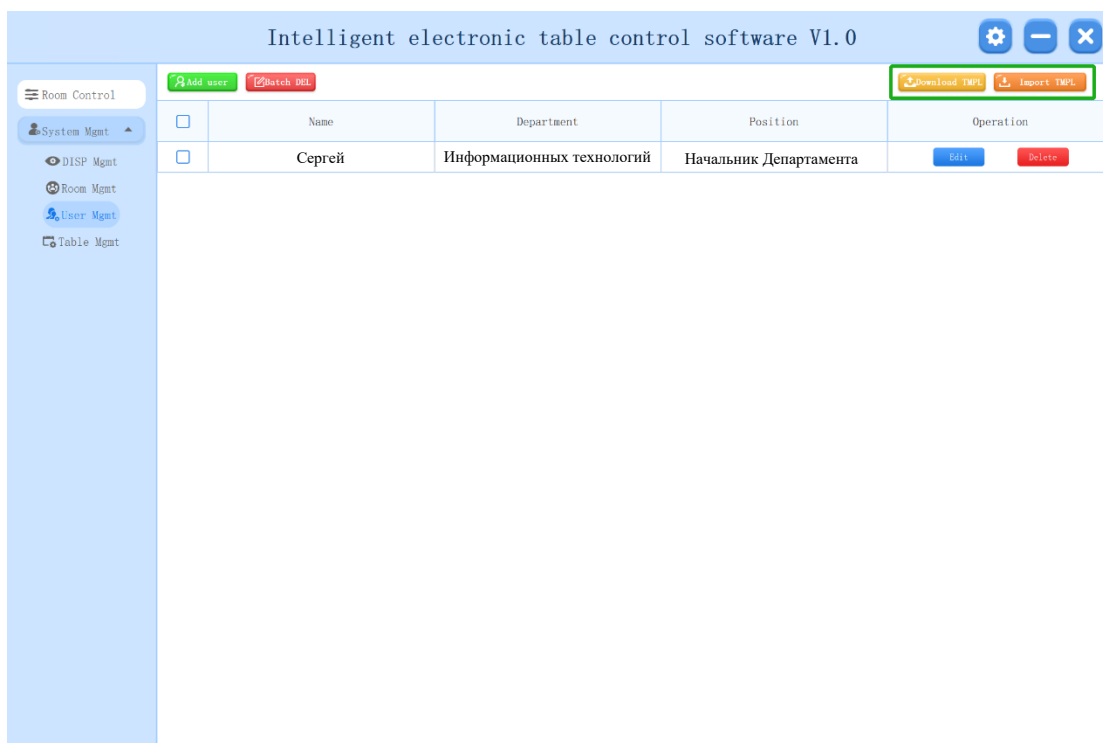 Intelligent electronic table control software V1.0
Room Control
System Mgmt
DISP Mgmt
Room Mgmt
User Mgmt
Table Mgmt
Add user Batch DEL Download TMPL Import TMPL
Name Department Position Operation
Сергей Информационных технологий Начальник Департамента Edit Delete